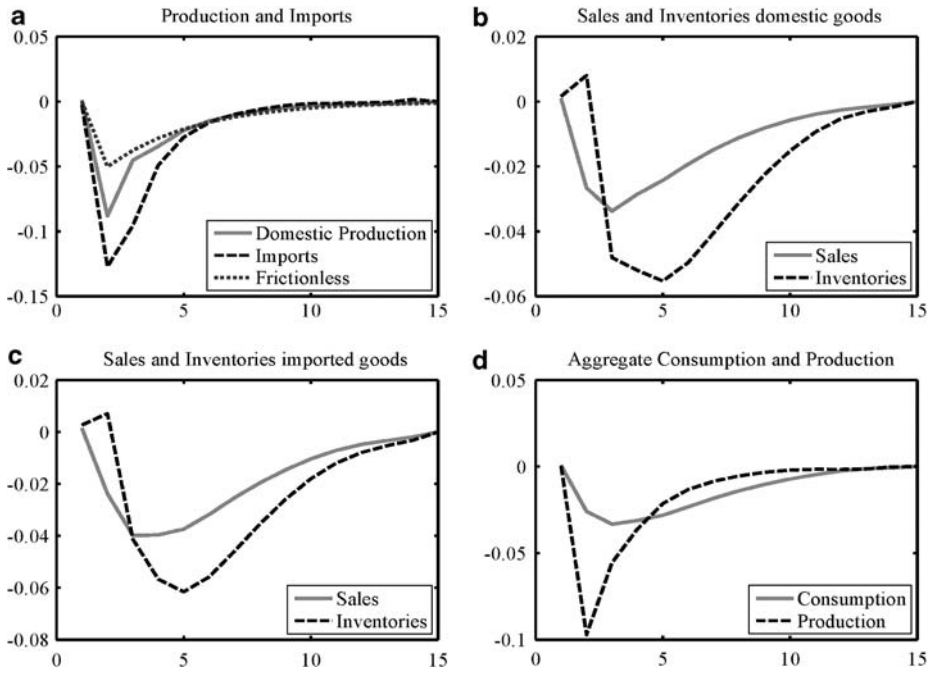 a
Production and Imports
0.05
0
-0.05
-0.1
-0.15
Domestic Production
Imports
Frictionless
0
5
10
15
b
Sales and Inventories domestic goods
0.02
0
-0.02
-0.04
-0.06
Sales
Inventories
0
5
10
15
c
Sales and Inventories imported goods
0.02
0
-0.02
-0.04
-0.06
-0.08
Sales
Inventories
0
5
10
15
d
Aggregate Consumption and Production
0.05
0
-0.05
-0.1
Consumption
Production
0
5
10
15